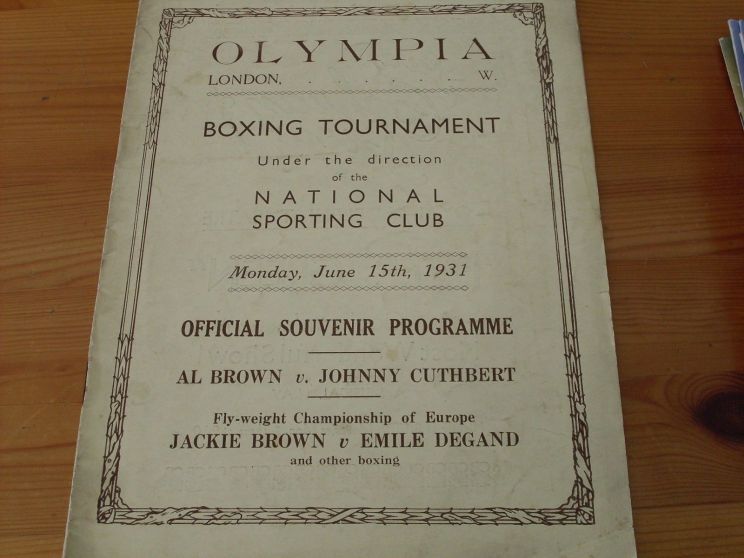 OLYMPIA
LONDON, . . . . . . W.
BOXING TOURNAMENT
Under the direction
of the
NATIONAL
SPORTING CLUB
Monday, June 15th, 1931
OFFICIAL SOUVENIR PROGRAMME
AL BROWN v. JOHNNY CUTHBERT
Fly-weight Championship of Europe
JACKIE BROWN v EMILE DEGAND
and other boxing